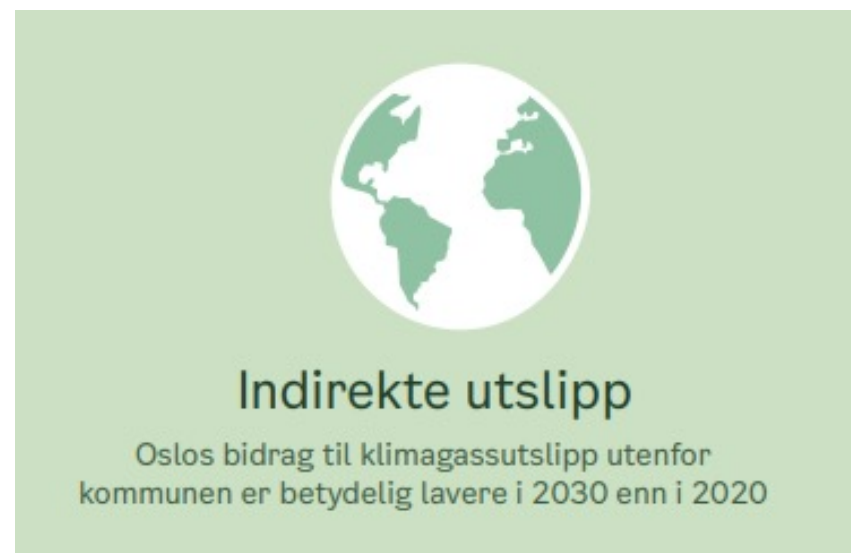 Indirekte utslipp
Oslos bidrag til klimagassutslipp utenfor
kommunen er betydelig lavere i 2030 enn i 2020